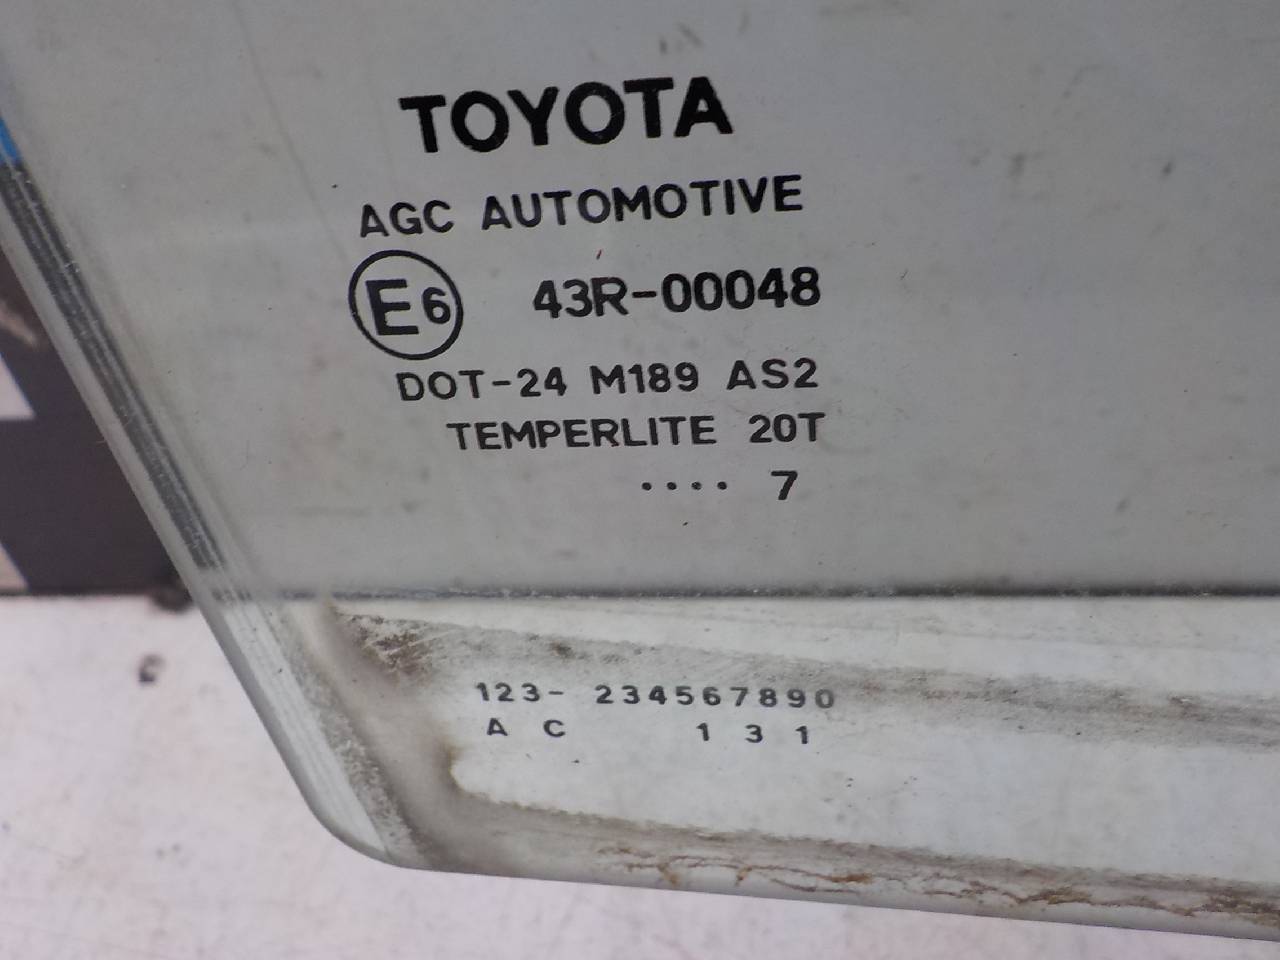 TOYOTA
AGC AUTOMOTIVE
E6 43R-00048
DOT-24 M189 AS2
TEMPERLITE 20T
.... 7
123- 234567890
A C 1 3 1